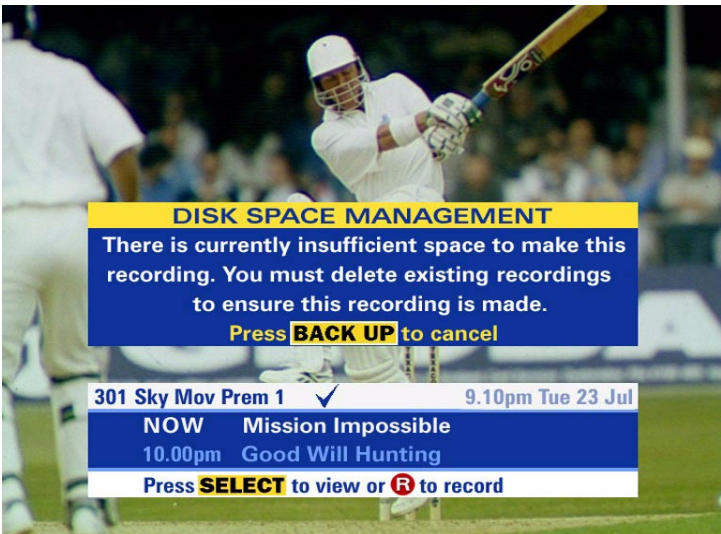 DISK SPACE MANAGEMENT
There is currently insufficient space to make this
recording. You must delete existing recordings
to ensure this recording is made.
Press BACK UP to cancel
301 Sky Mov Prem 1 9.10pm Tue 23 Jul
NOW Mission Impossible
10.00pm Good Will Hunting
Press SELECT to view or R to record